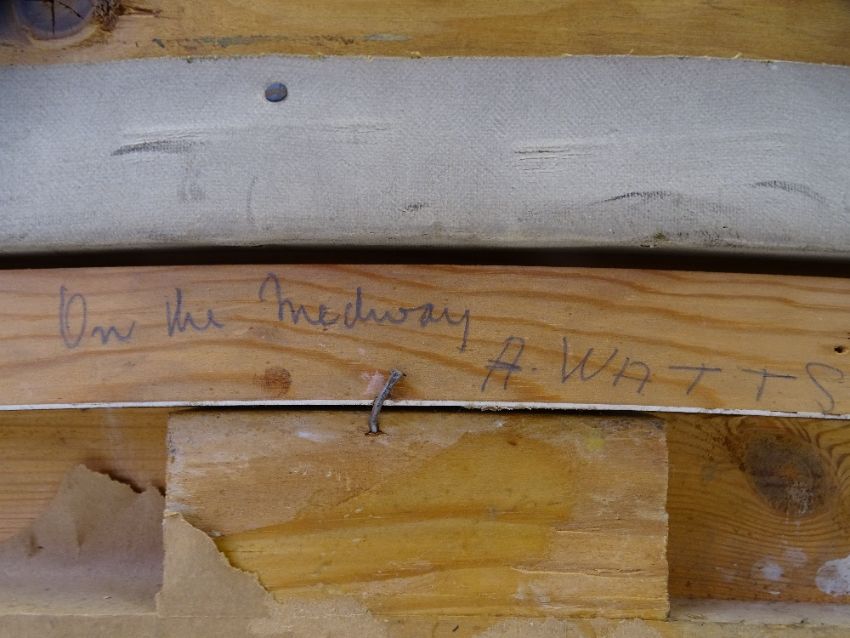 On the Medway
A. WATTS